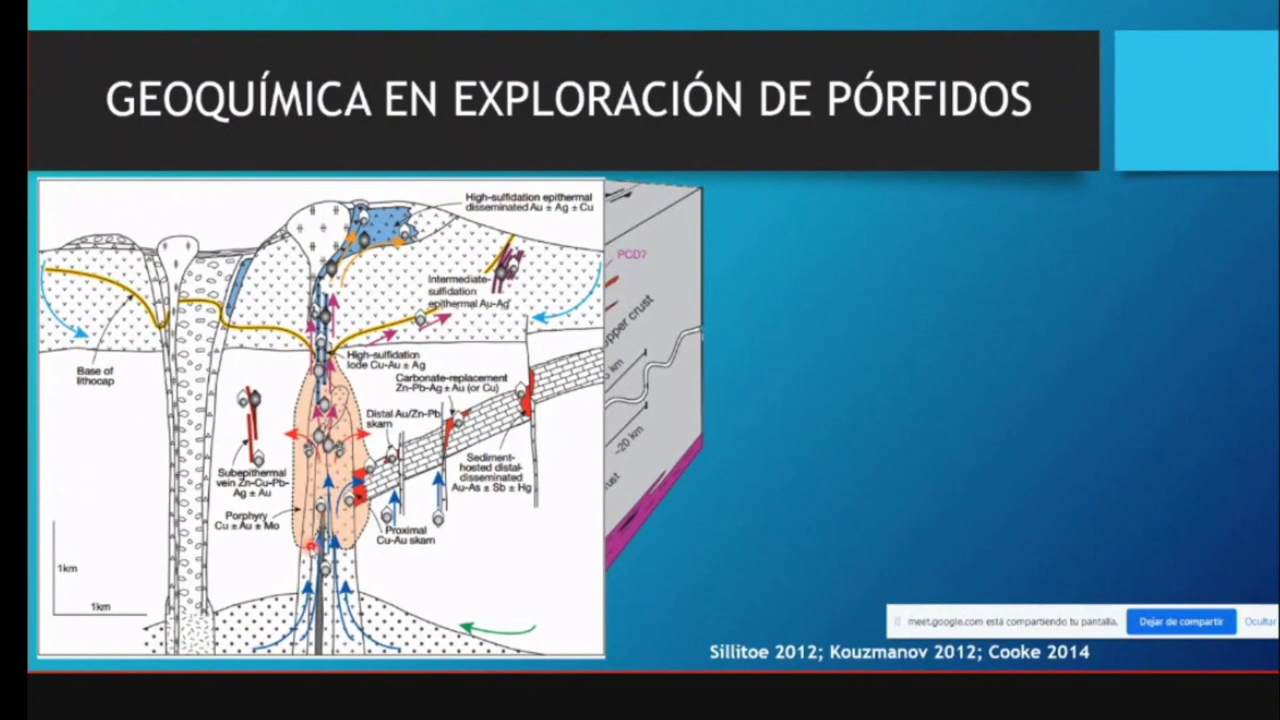 GEOQUÍMICA EN EXPLORACIÓN DE PÓRFIDOS
High-sulfidation epithermal
disseminated Au ± Ag ± Cu
PCD?
Intermediate-
sulfidation
epithermal Au-Ag
upper crust
High-sulfidation
lode Cu-Au ± Ag
Base of
lithocap
Carbonate-replacement
Zn-Pb-Ag ± Au (or Cu)
Distal Au/Zn-Pb
skarn
~20 km
Sediment-
hosted distal-
disseminated
Au-As ± Sb ± Hg
Subepithermal
vein Zn-Cu-Pb-
Ag ± Au
Porphyry
Cu ± Au ± Mo
Proximal
Cu-Au skarn
1km
1km
meet.google.com está compartiendo tu pantalla.
Dejar de compartir
Ocultar
Sillitoe 2012; Kouzmanov 2012; Cooke 2014